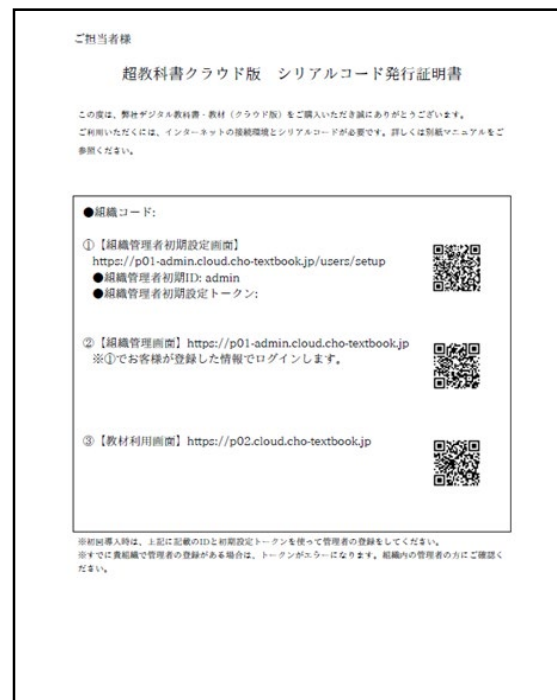 ご担当者様
超教科書クラウド版　シリアルコード発行証明書
この度は、弊社デジタル教科書・教材（クラウド版）をご購入いただき誠にありがとうございます。
ご利用いただくには、インターネットの接続環境とシリアルコードが必要です。詳しくは別紙マニュアルをご
参照ください。
●組織コード:
①【組織管理者初期設定画面】
https://p01-admin.cloud.cho-textbook.jp/users/setup
●組織管理者初期ID: admin
●組織管理者初期設定トークン:
②【組織管理画面】https://p01-admin.cloud.cho-textbook.jp
※①でお客様が登録した情報でログインします。
③【教材利用画面】https://p02.cloud.cho-textbook.jp
※初回導入時は、上記に記載のIDと初期設定トークンを使って管理者の登録をしてください。
※すでに貴組織で管理者の登録がある場合は、トークンがエラーになります。組織内の管理者の方にご確認く
ださい。